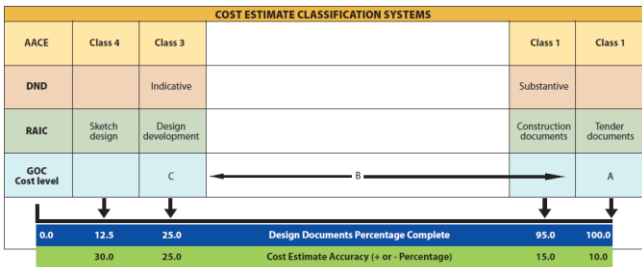 COST ESTIMATE CLASSIFICATION SYSTEMS
AACE Class 4 Class 3 Class 1 Class 1
DND Indicative Substantive
RAIC Sketch design Design development Construction documents Tender documents
GOC Cost level C B A
0.0 12.5 25.0 Design Documents Percentage Complete 95.0 100.0
30.0 25.0 Cost Estimate Accuracy (+ or - Percentage) 15.0 10.0